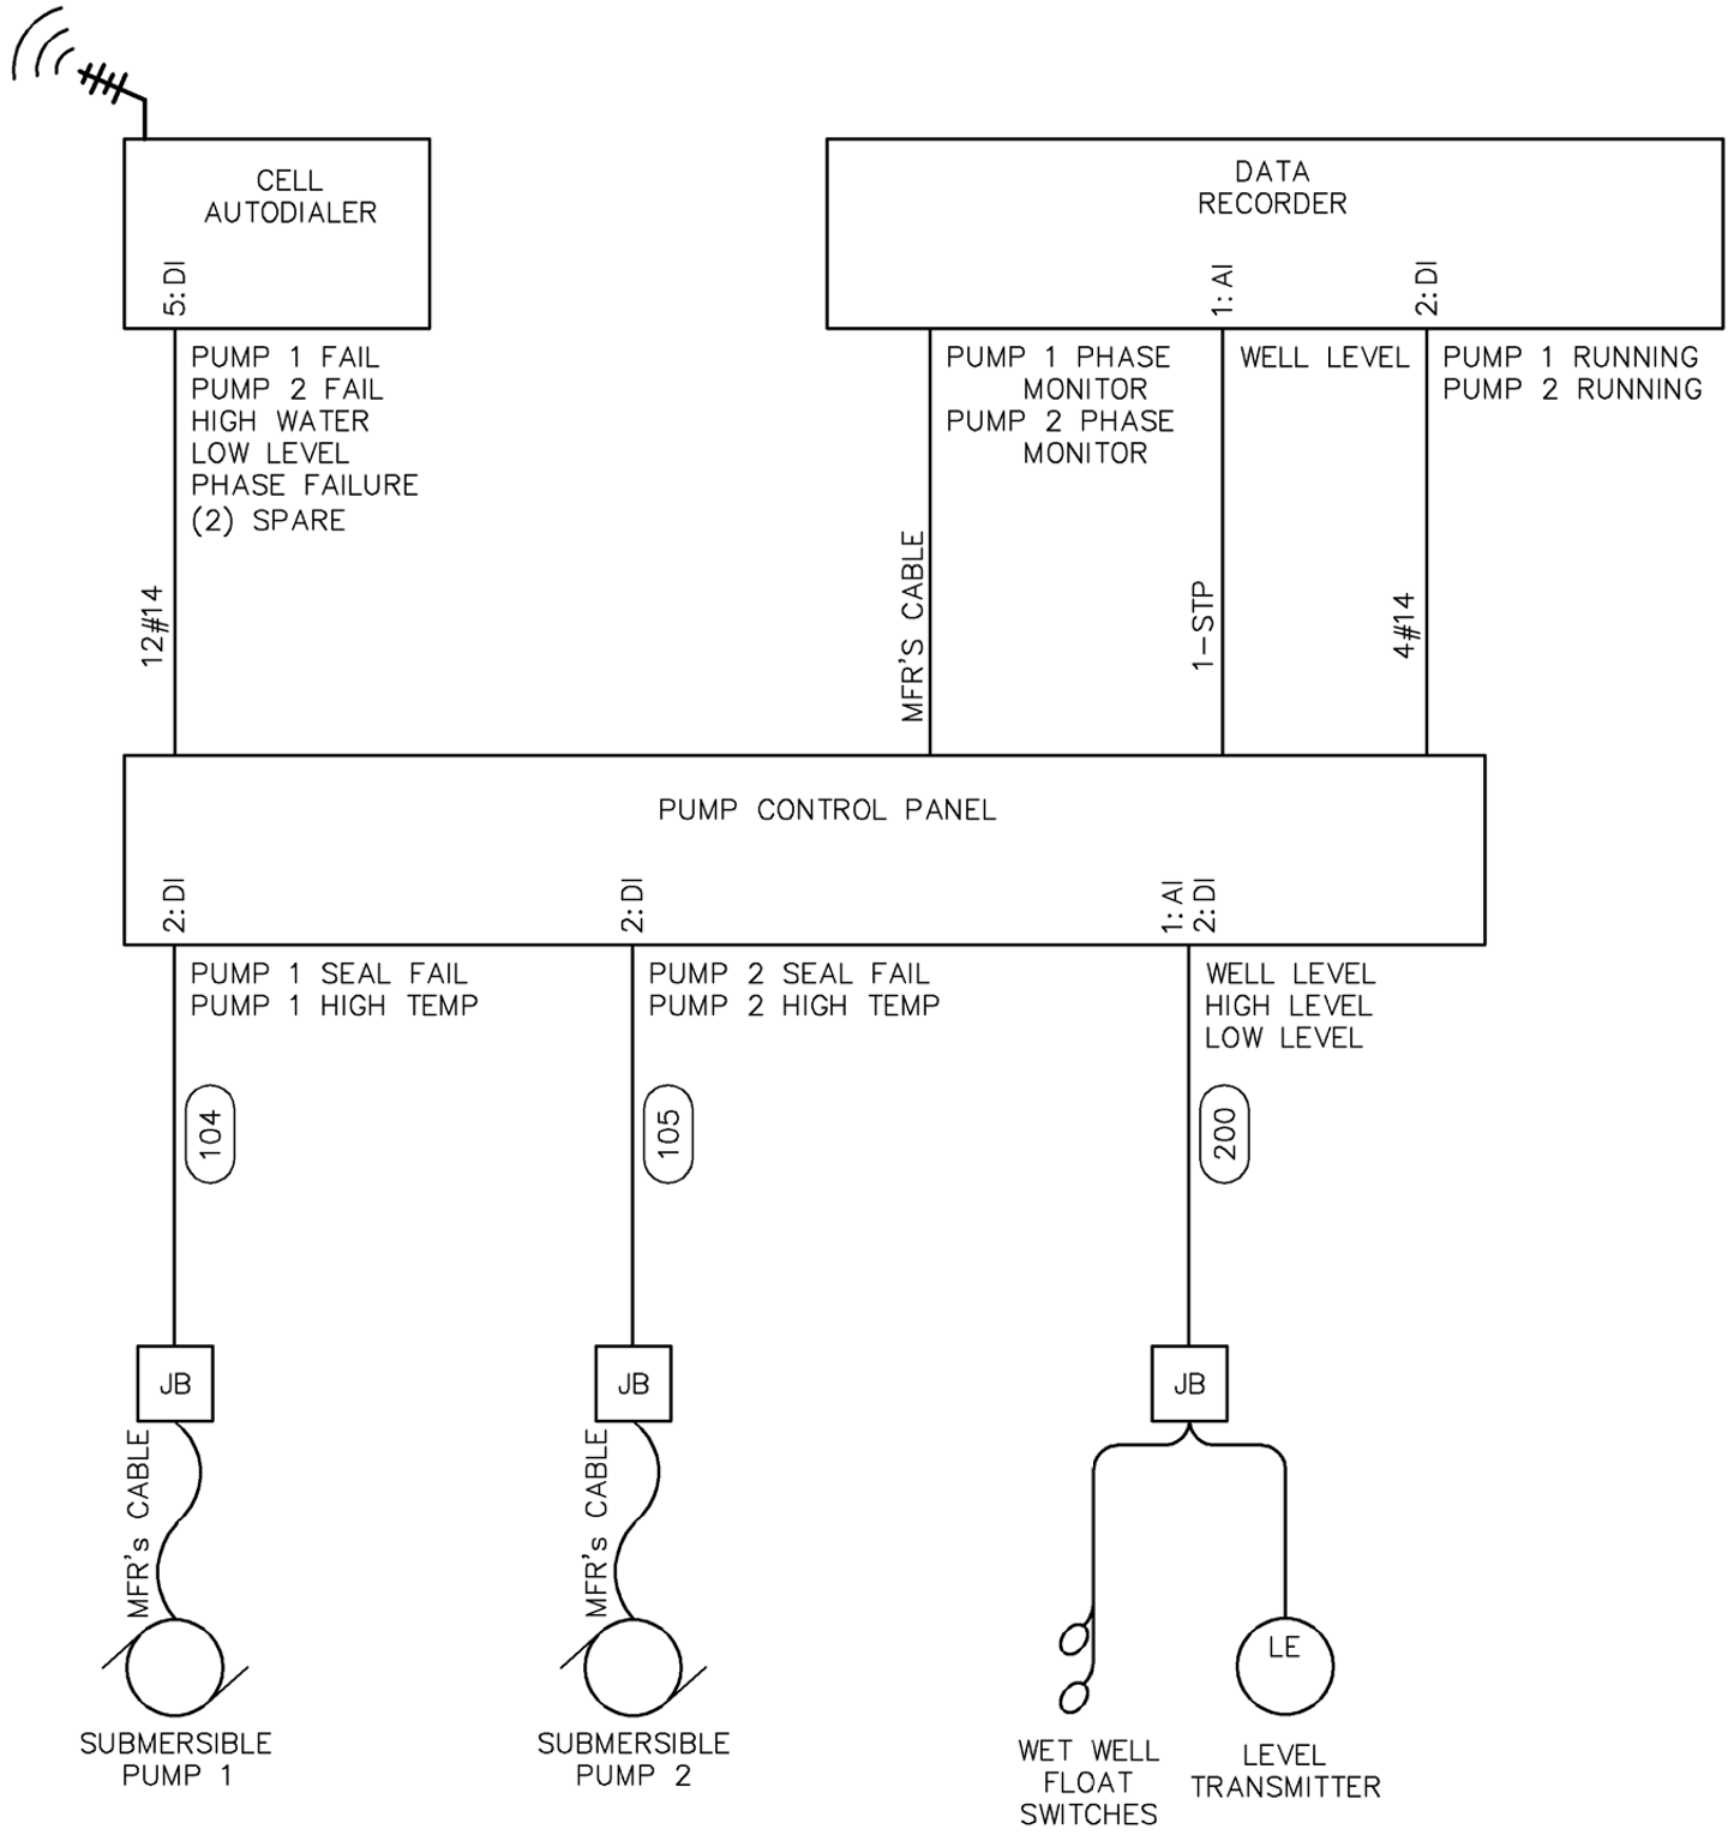 CELL
AUTODIALER
5:DI
DATA
RECORDER
1:AI
2:DI
PUMP 1 FAIL
PUMP 2 FAIL
HIGH WATER
LOW LEVEL
PHASE FAILURE
(2) SPARE
12#14
PUMP 1 PHASE
MONITOR
PUMP 2 PHASE
MONITOR
MFR'S CABLE
WELL LEVEL
1-STP
PUMP 1 RUNNING
PUMP 2 RUNNING
4#14
PUMP CONTROL PANEL
2:DI
2:DI
1:AI
2:DI
PUMP 1 SEAL FAIL
PUMP 1 HIGH TEMP
104
PUMP 2 SEAL FAIL
PUMP 2 HIGH TEMP
105
WELL LEVEL
HIGH LEVEL
LOW LEVEL
200
JB
JB
JB
MFR's CABLE
MFR's CABLE
LE
SUBMERSIBLE
PUMP 1
SUBMERSIBLE
PUMP 2
WET WELL
FLOAT
SWITCHES
LEVEL
TRANSMITTER